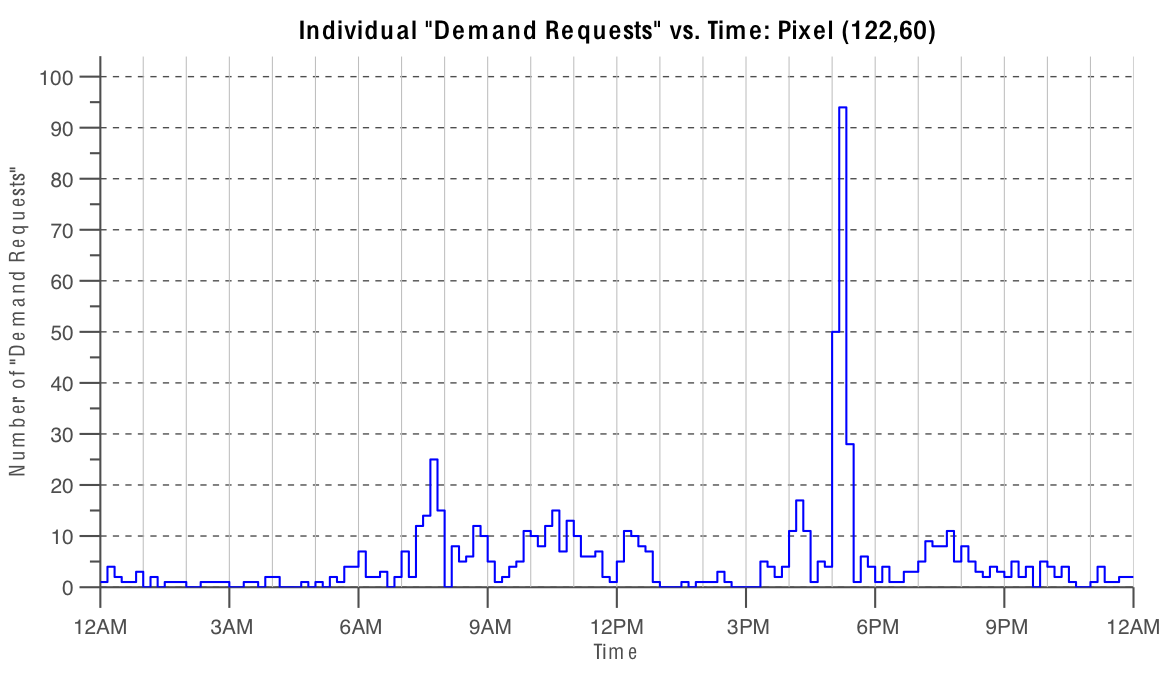 Individual "Demand Requests" vs. Time: Pixel (122,60)
Number of "Demand Requests"
100
90
80
70
60
50
40
30
20
10
0
12AM 3AM 6AM 9AM 12PM 3PM 6PM 9PM 12AM
Time